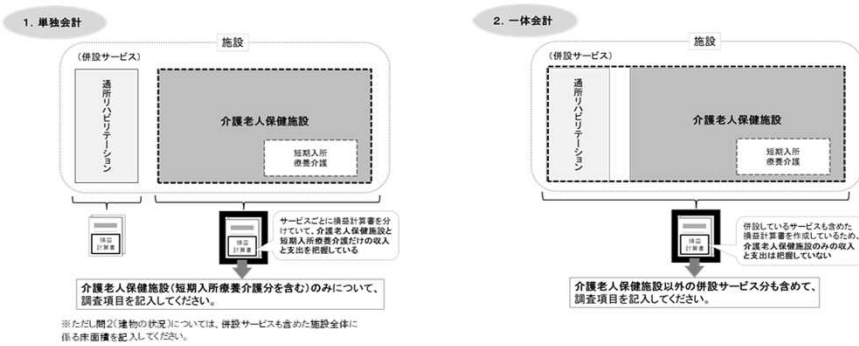 1. 単独会計
施設
(併設サービス)
通所リハビリテーション
介護老人保健施設
短期入所
療養介護
損益
計算書
損益
計算書
サービスごとに損益計算書を分
けていて、介護老人保健施設と
短期入所療養介護だけの収入
と支出を把握している
介護老人保健施設(短期入所療養介護分を含む)のみについて、
調査項目を記入してください。
※ただし問2(建物の状況)については、併設サービスも含めた施設全体に
係る床面積を記入してください。
2. 一体会計
施設
(併設サービス)
通所リハビリテーション
介護老人保健施設
短期入所
療養介護
損益
計算書
併設しているサービスも含めた
損益計算書を作成しているため、
介護老人保健施設のみの収入
と支出は把握していない
介護老人保健施設以外の併設サービス分も含めて、
調査項目を記入してください。